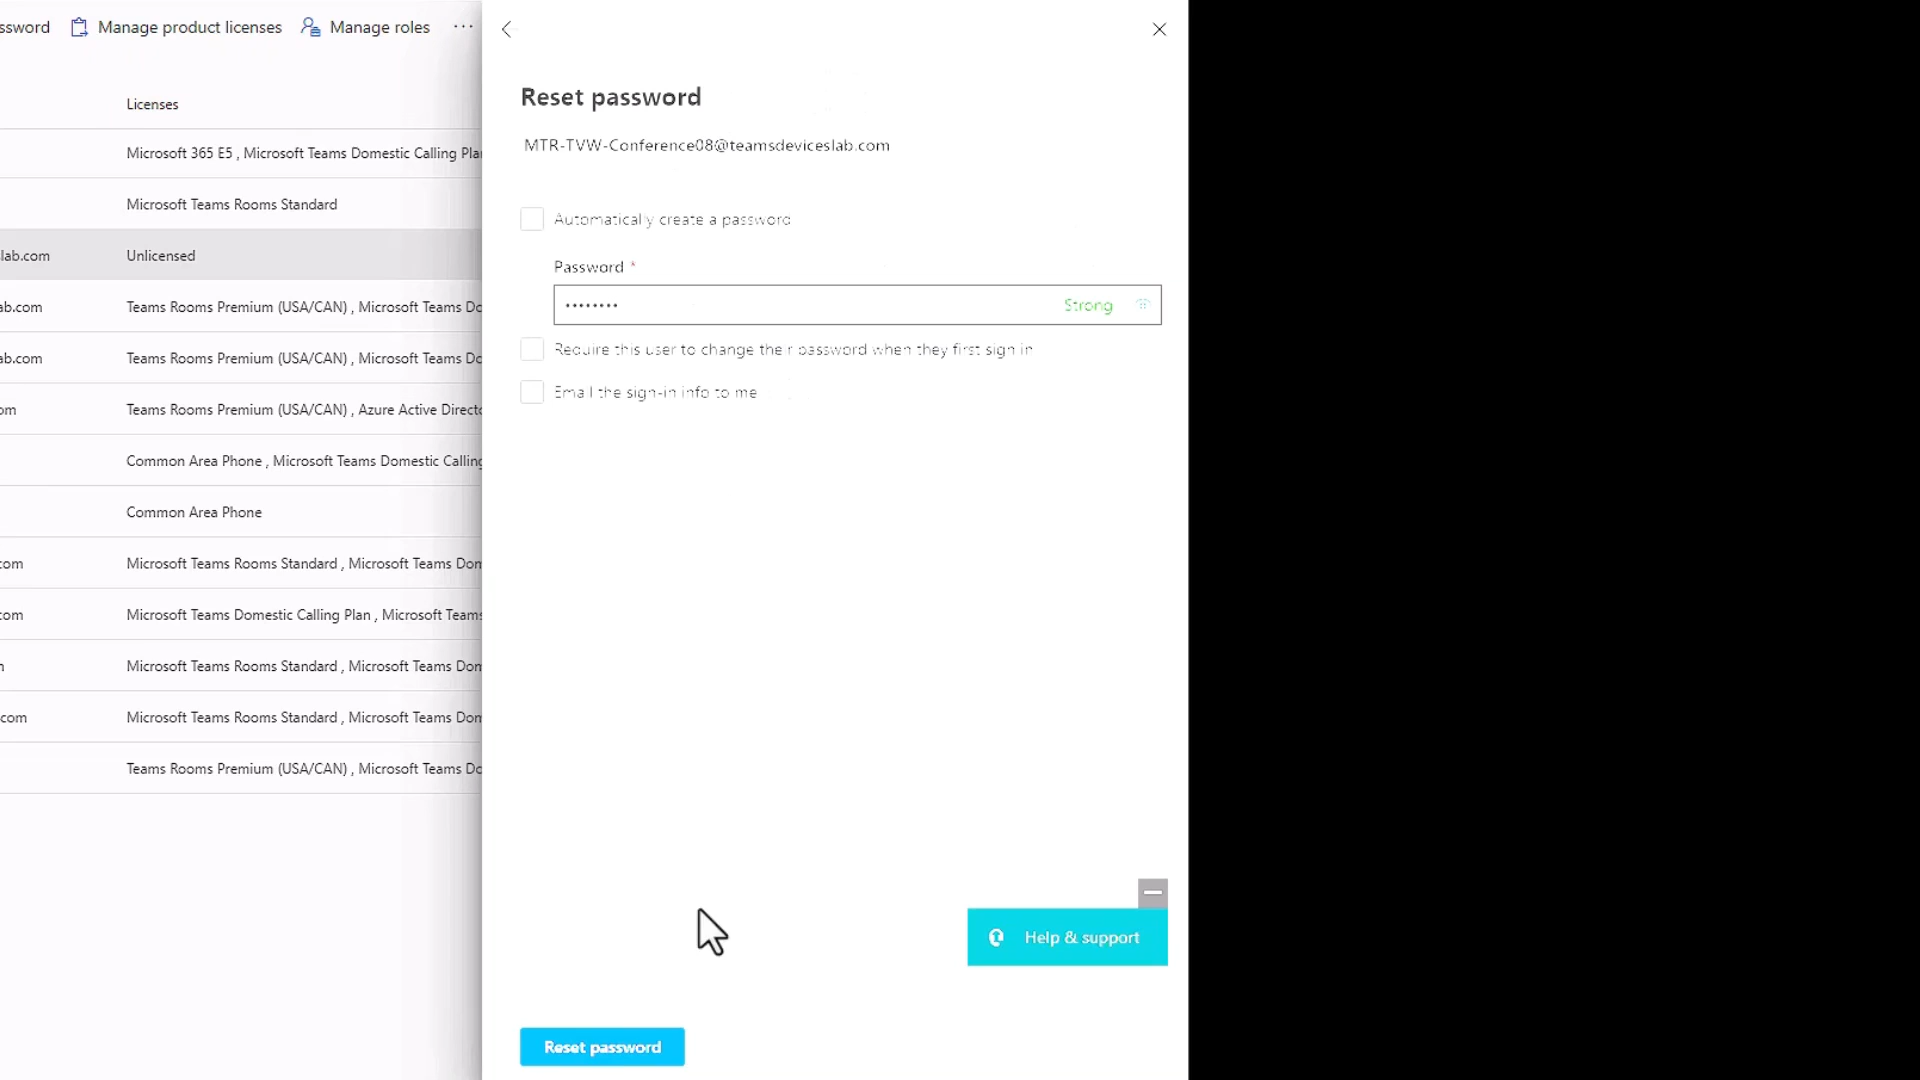 ssword Manage product licenses Manage roles ...
Licenses
Microsoft 365 E5 , Microsoft Teams Domestic Calling Pla
Microsoft Teams Rooms Standard
lab.com Unlicensed
ab.com Teams Rooms Premium (USA/CAN) , Microsoft Teams Do
ab.com Teams Rooms Premium (USA/CAN) , Microsoft Teams Do
om Teams Rooms Premium (USA/CAN) , Azure Active Directo
Common Area Phone , Microsoft Teams Domestic Calling
Common Area Phone
com Microsoft Teams Rooms Standard , Microsoft Teams Dom
com Microsoft Teams Domestic Calling Plan , Microsoft Teams
m Microsoft Teams Rooms Standard , Microsoft Teams Dom
com Microsoft Teams Rooms Standard , Microsoft Teams Dom
Teams Rooms Premium (USA/CAN) , Microsoft Teams Do
Reset password
MTR-TVW-Conference08@teamsdeviceslab.com
Automatically create a password
Password *
••••••••
Strong
Require this user to change their password when they first sign in
Email the sign-in info to me
Help & support
Reset password